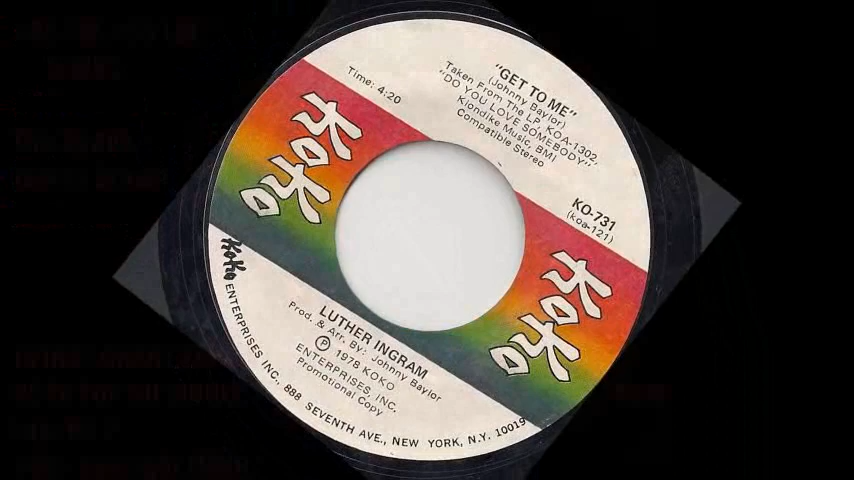 "GET TO ME"
(Johnny Baylor)
Taken From The LP, KOA-1302,
"DO YOU LOVE SOMEBODY"
Klondike Music, BMI
Compatible Stereo
Time: 4:20
KOKO
KO-731
(koa-121)
KOKO
LUTHER INGRAM
Prod. & Arr. By: Johnny Baylor
Ⓟ 1978 KOKO
ENTERPRISES, INC.
Promotional Copy
KOKO ENTERPRISES INC., 888 SEVENTH AVE., NEW YORK, N.Y. 10019